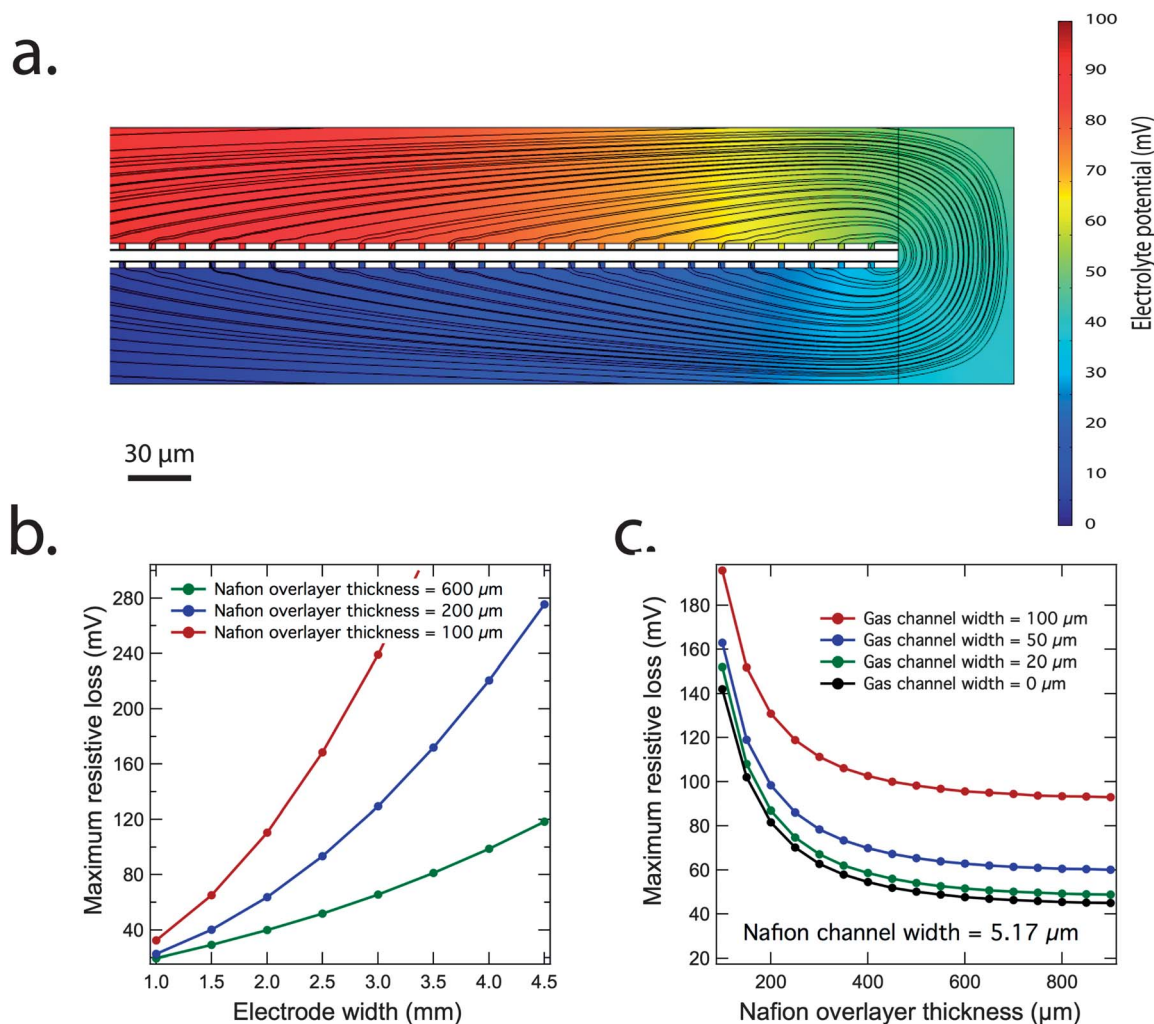 a.
100
90
80
70
60
50
40
30
20
10
0
Electrolyte potential (mV)
30 µm
b.
Nafion overlayer thickness = 600 µm
Nafion overlayer thickness = 200 µm
Nafion overlayer thickness = 100 µm
280
240
200
160
120
80
40
Maximum resistive loss (mV)
1.0 1.5 2.0 2.5 3.0 3.5 4.0 4.5
Electrode width (mm)
c.
Gas channel width = 100 µm
Gas channel width = 50 µm
Gas channel width = 20 µm
Gas channel width = 0 µm
180
160
140
120
100
80
60
40
20
Maximum resistive loss (mV)
Nafion channel width = 5.17 µm
200 400 600 800
Nafion overlayer thickness (µm)